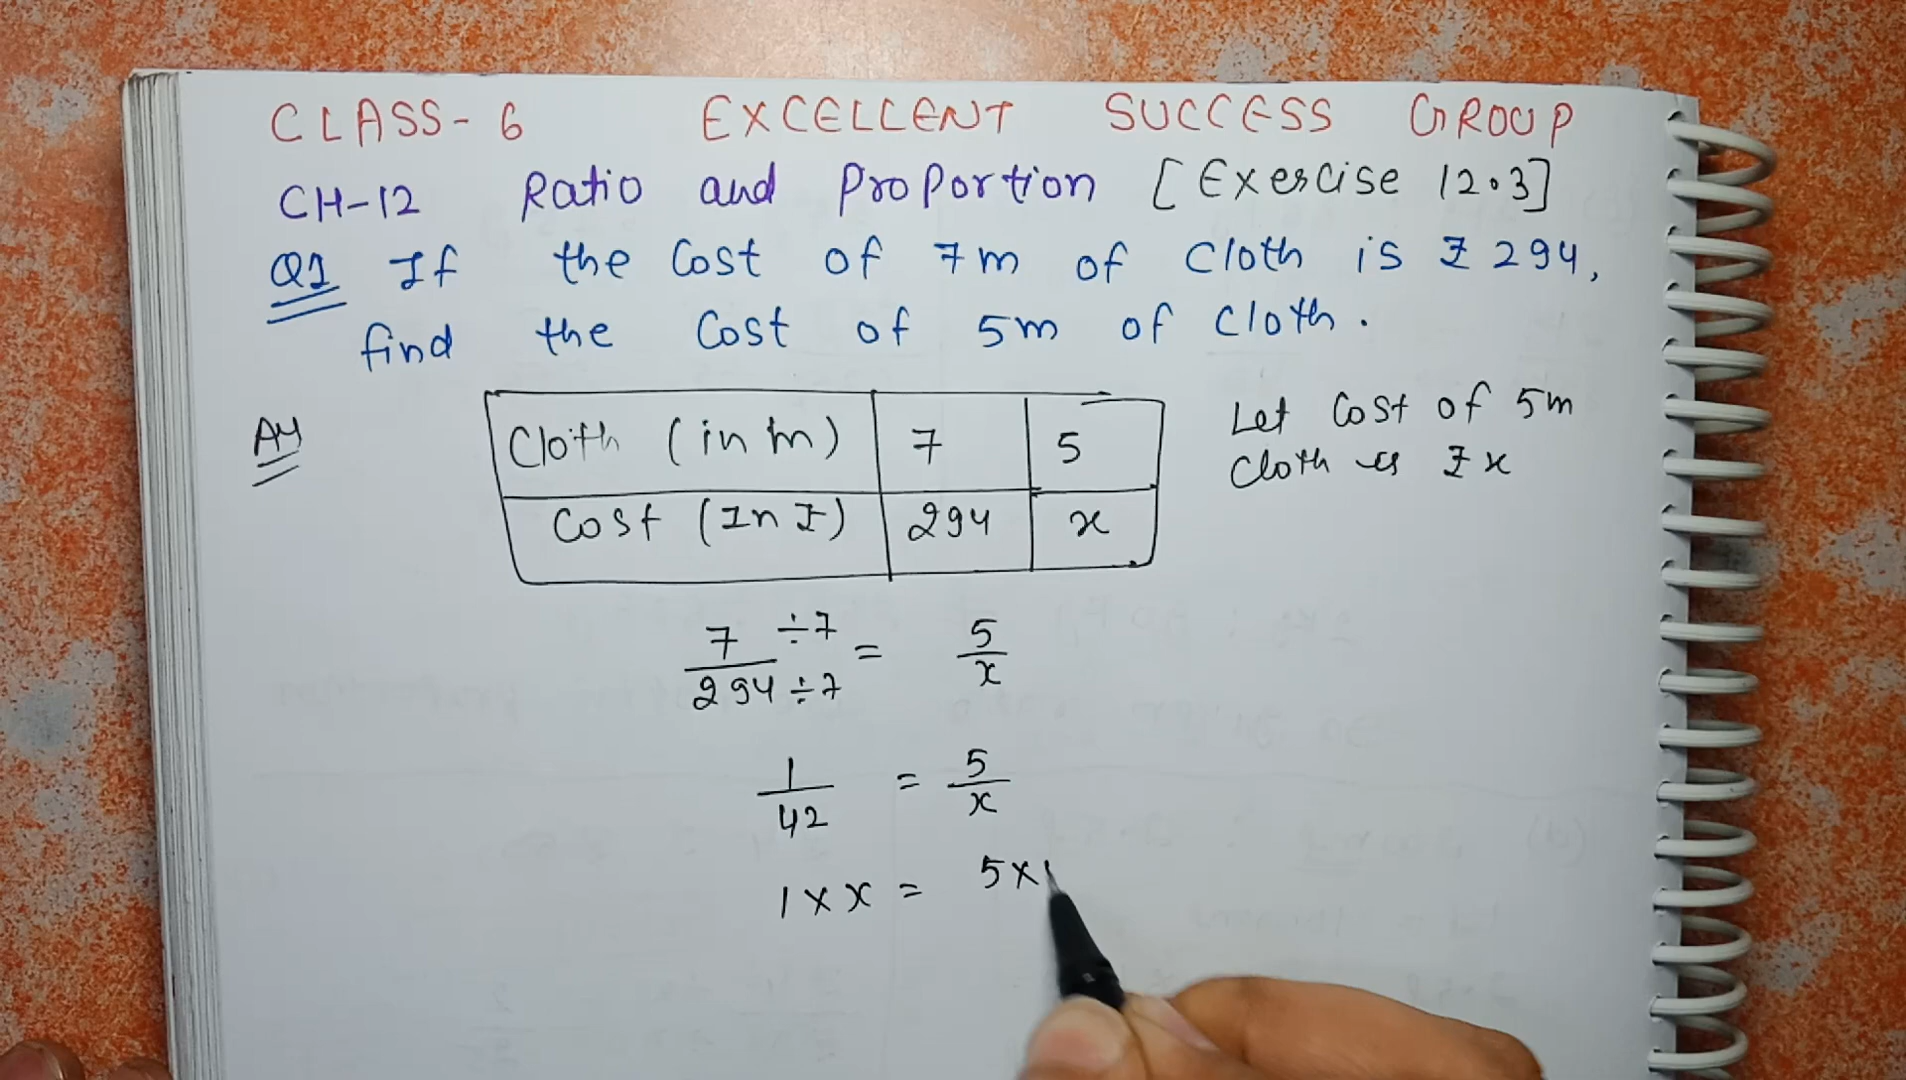 CLASS-6 EXCELLENT SUCCESS GROUP
CH-12 Ratio and Proportion [Exercise 12.3]
Q1 If the Cost of 7m of Cloth is ₹ 294,
find the Cost of 5m of Cloth.
Let Cost of 5m
Cloth is ₹ x
Cloth (in m) 7 5
Cost (In ₹) 294 x
7 ÷7 = 5
294 ÷7 x
1 = 5
42 x
1 × x = 5 ×